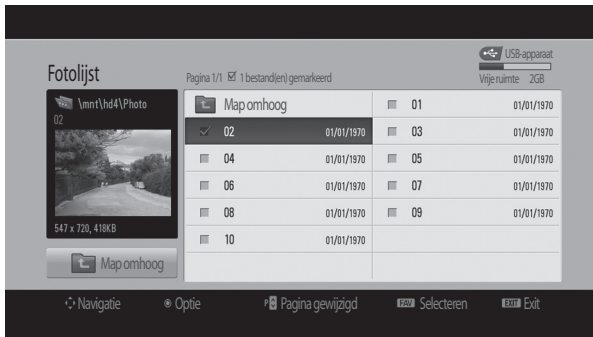 USB-apparaat
Fotolijst
Pagina 1/1 1 bestand(en) gemarkeerd
Vrije ruimte 2GB
\mnt\hd4\Photo
02
547 x 720, 418KB
Map omhoog
Map omhoog
01 01/01/1970
02 01/01/1970
03 01/01/1970
04 01/01/1970
05 01/01/1970
06 01/01/1970
07 01/01/1970
08 01/01/1970
09 01/01/1970
10 01/01/1970
Navigatie
Optie
P Pagina gewijzigd
FAV Selecteren
EXIT Exit